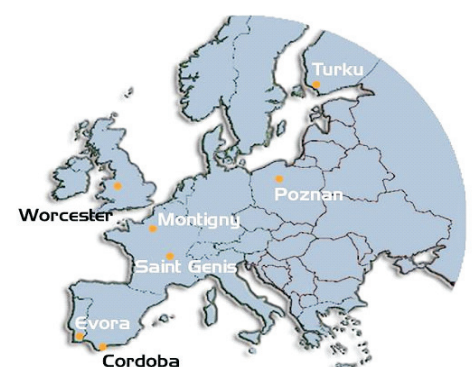 Turku
Poznan
Worcester
Montigny
Saint Genis
Evora
Cordoba